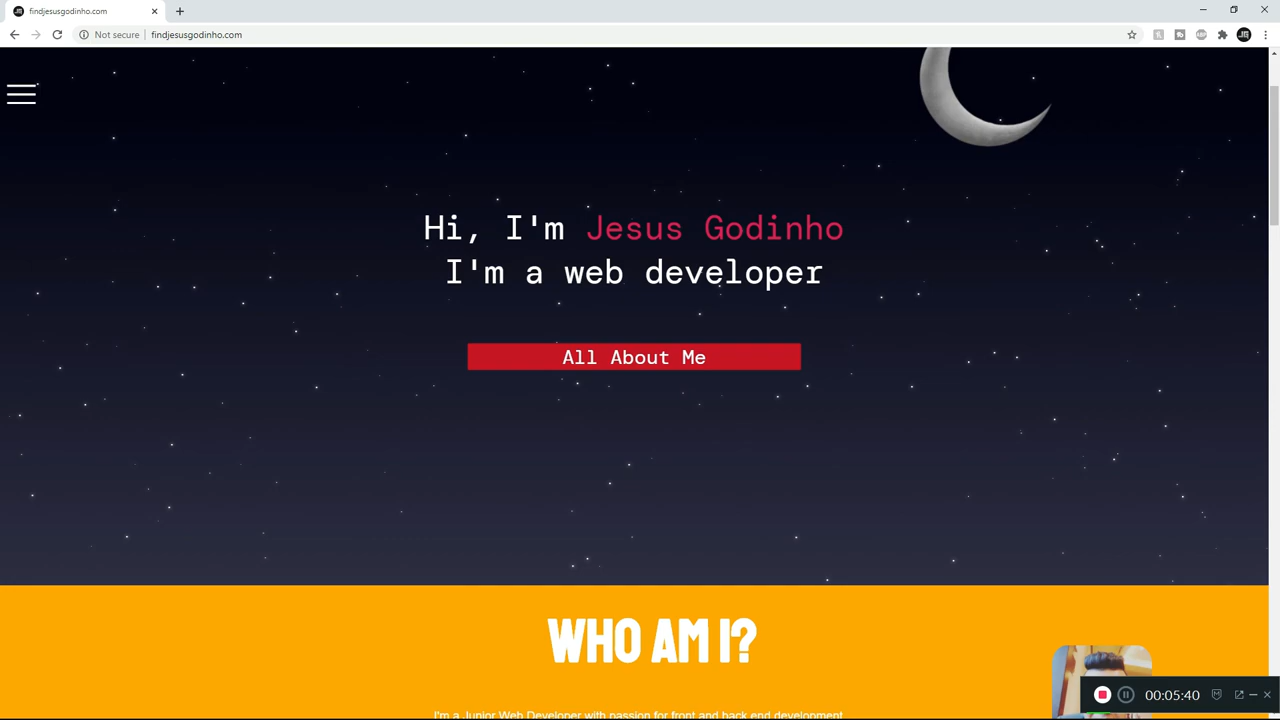 findjesusgodinho.com
Not secure
findjesusgodinho.com
Hi, I'm Jesus Godinho
I'm a web developer
All About Me
WHO AM I?
I'm a Junior Web Developer with passion for front and back end development
00:05:40